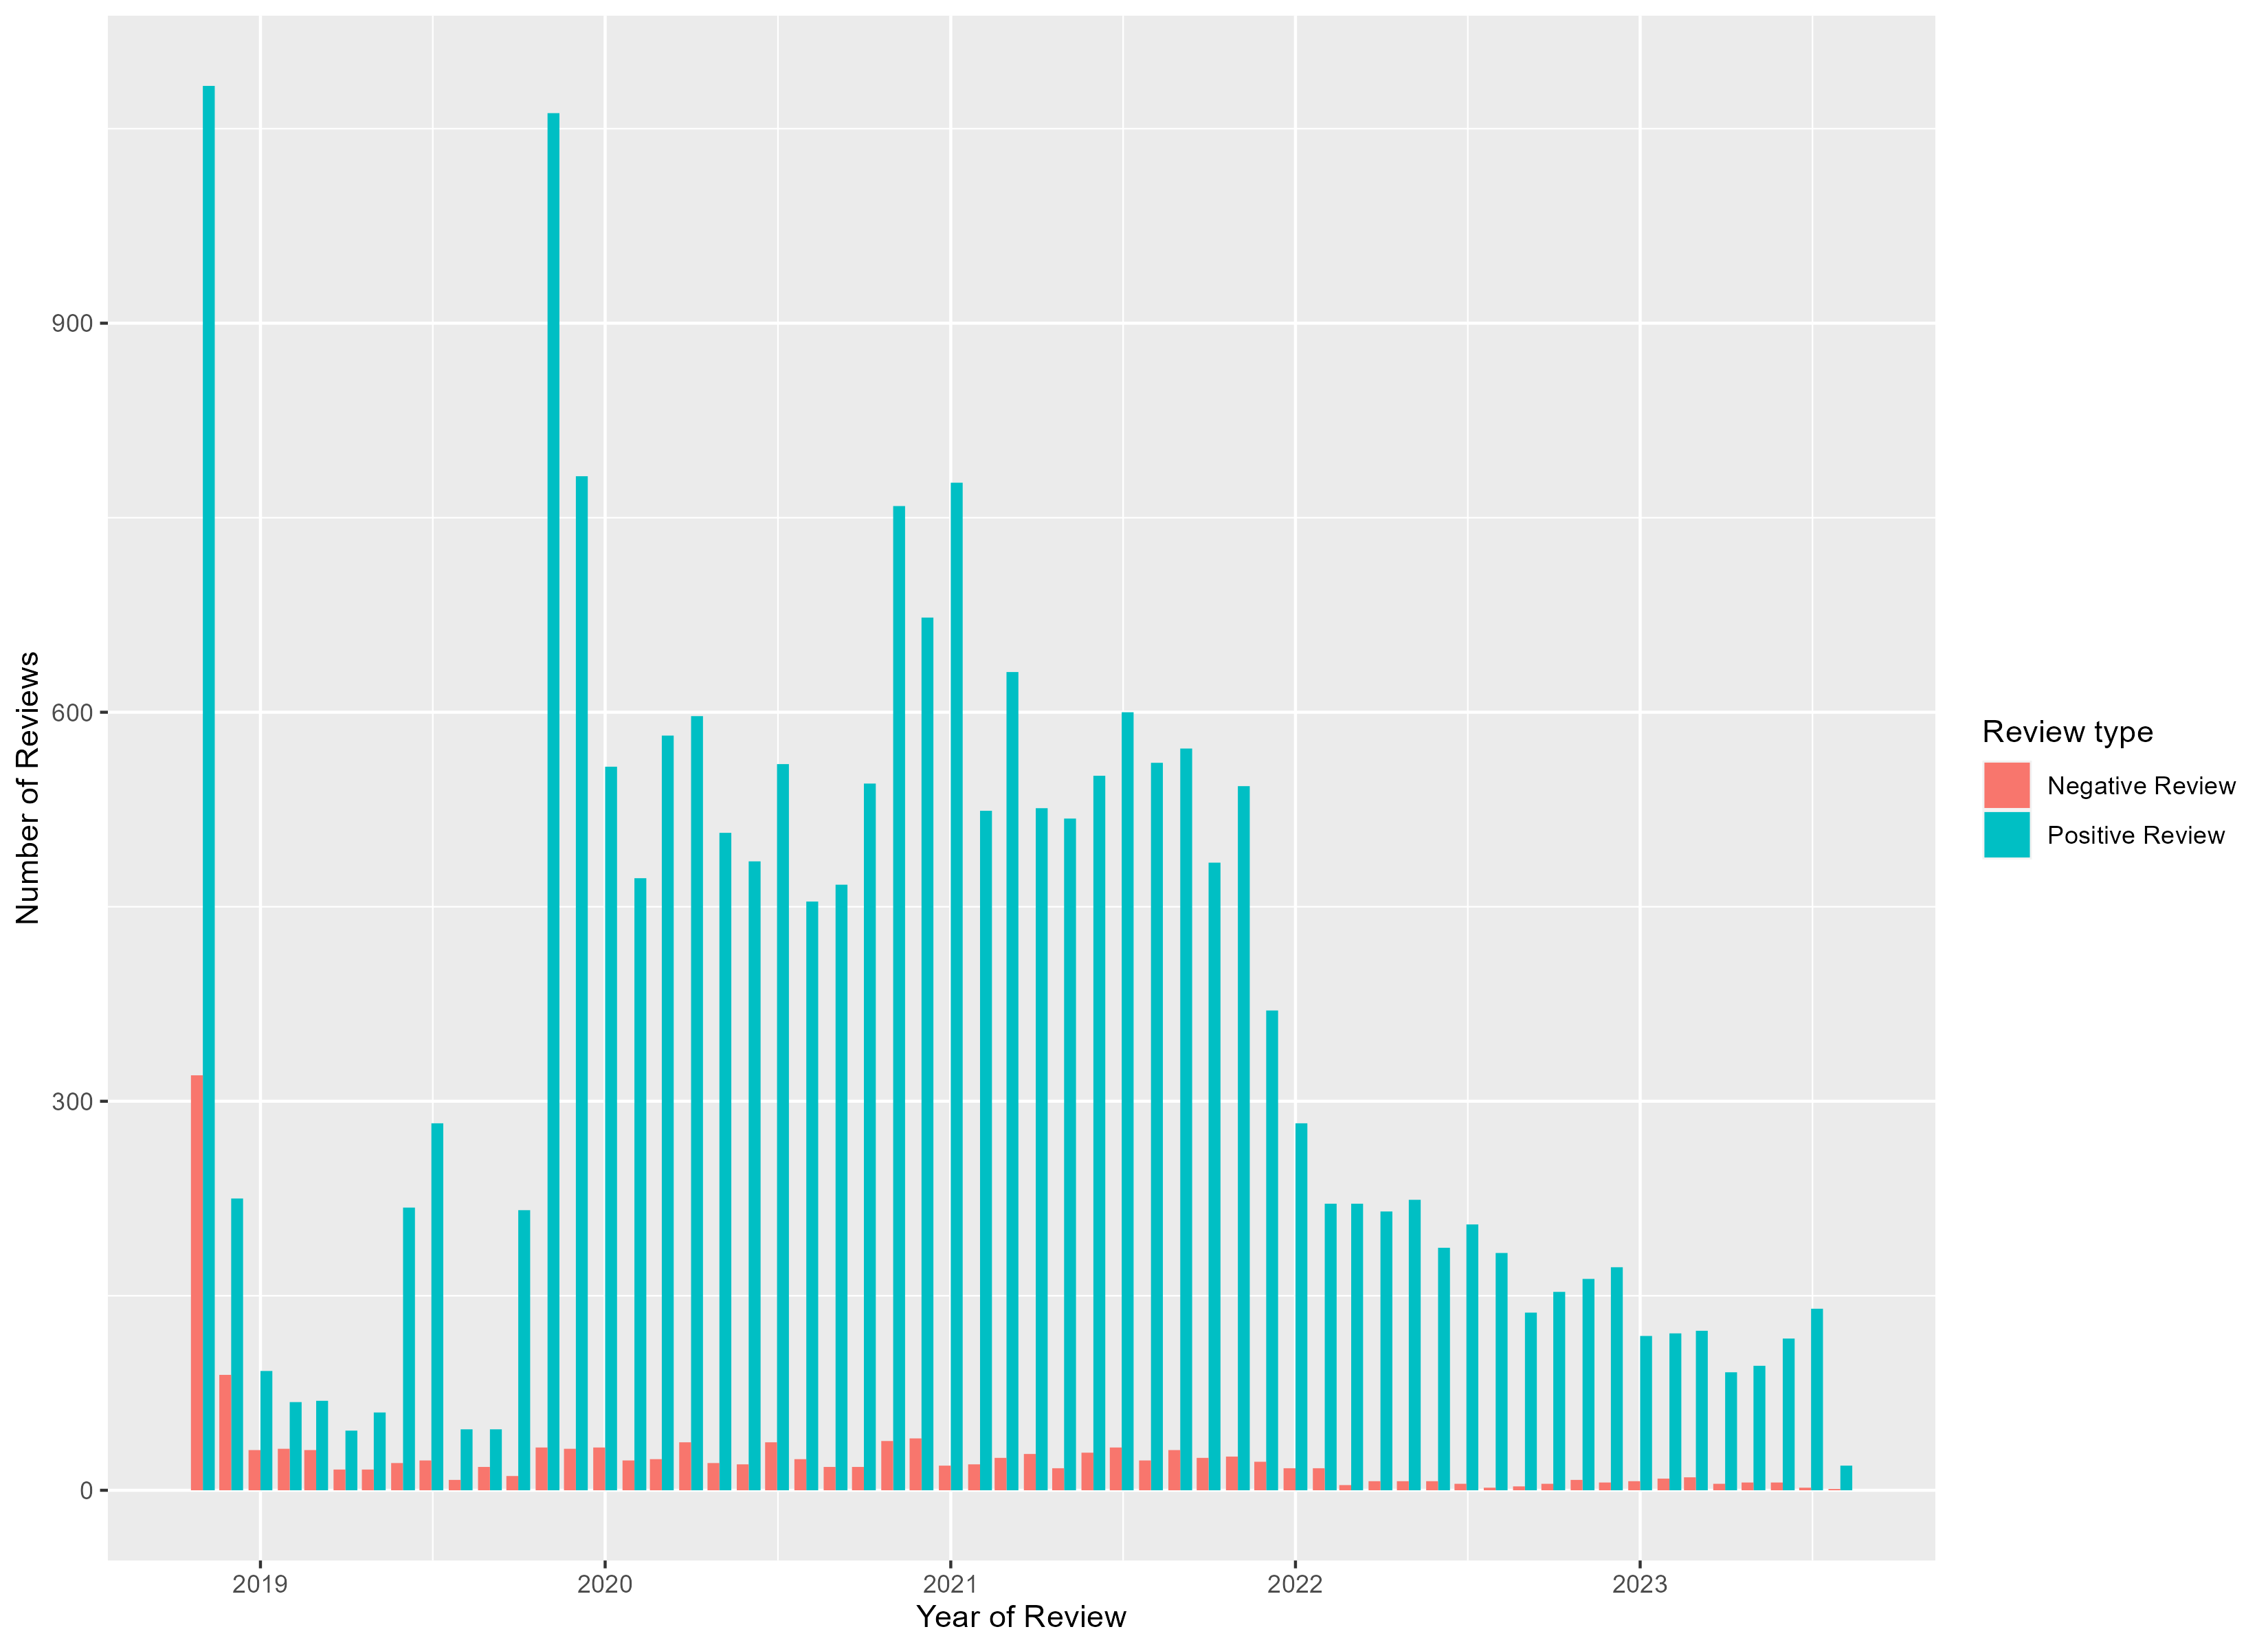 Number of Reviews
900
600
300
0
2019 2020 2021 2022 2023
Year of Review
Review type
Negative Review
Positive Review